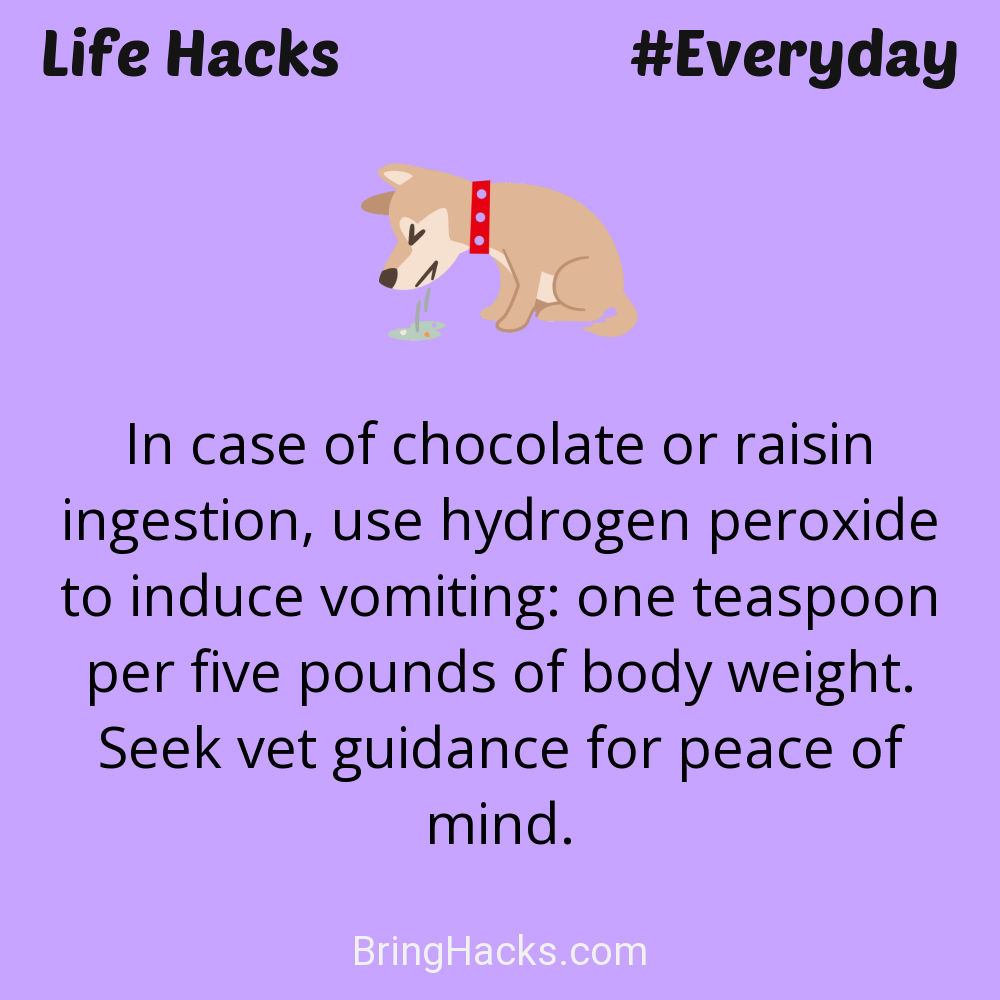 Life Hacks
#Everyday
In case of chocolate or raisin
ingestion, use hydrogen peroxide
to induce vomiting: one teaspoon
per five pounds of body weight.
Seek vet guidance for peace of
mind.
BringHacks.com